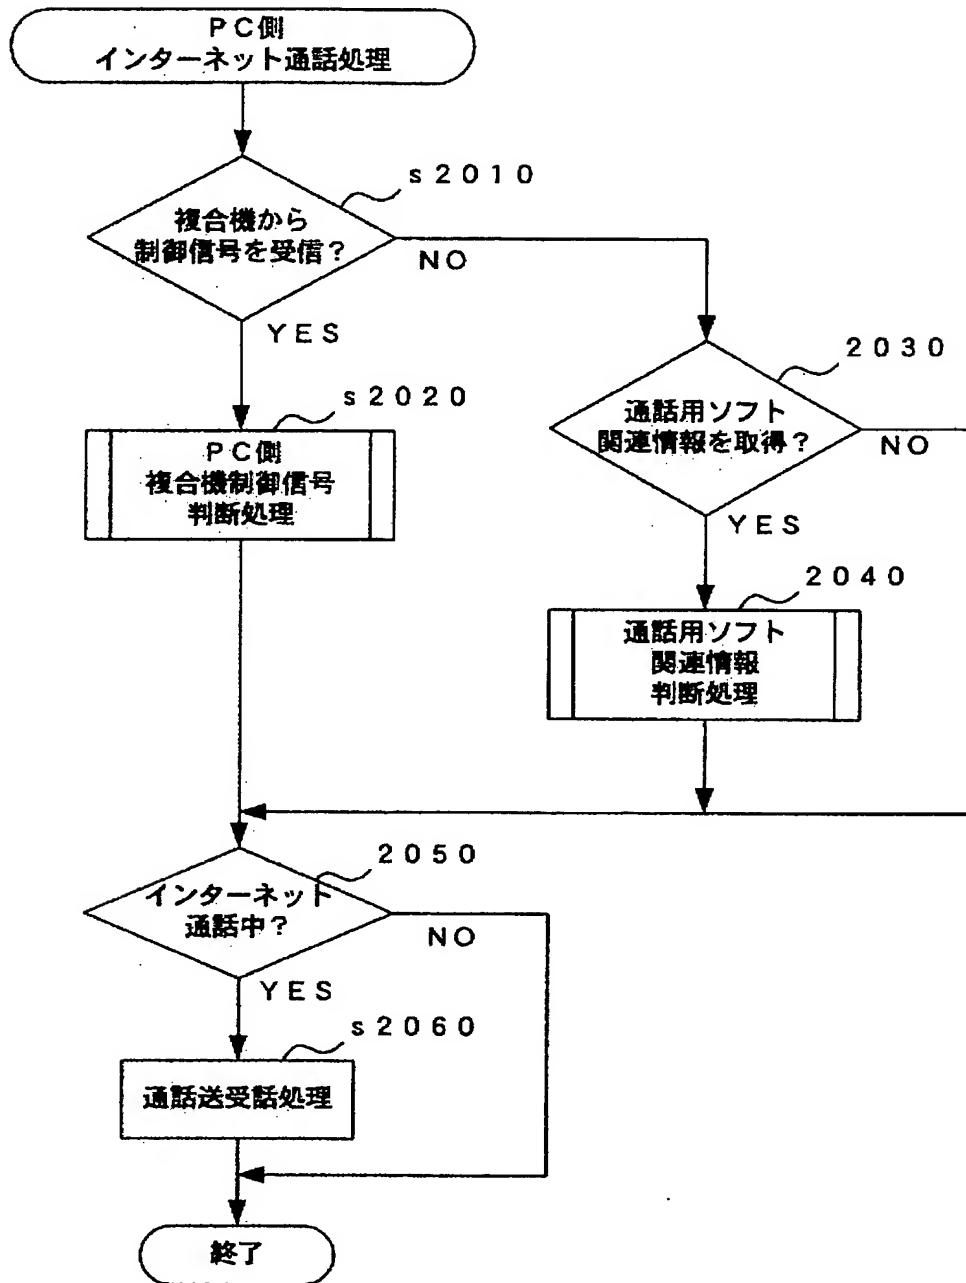 ＰＣ側
インターネット通話処理
ｓ２０１０
複合機から
制御信号を受信？
ＮＯ
ＹＥＳ
２０３０
通話用ソフト
関連情報を取得？
ＮＯ
ＹＥＳ
ｓ２０２０
ＰＣ側
複合機制御信号
判断処理
２０４０
通話用ソフト
関連情報
判断処理
２０５０
インターネット
通話中？
ＮＯ
ＹＥＳ
ｓ２０６０
通話送受話処理
終了